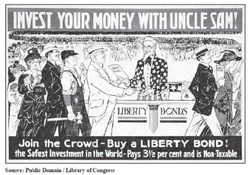 INVEST YOUR MONEY WITH UNCLE SAM!
LIBERTY BONDS
Join the Crowd-Buy a LIBERTY BOND!
the Safest Investment in the World - Pays 3½ per cent and is Non-Taxable
Source: Public Domain / Library of Congress